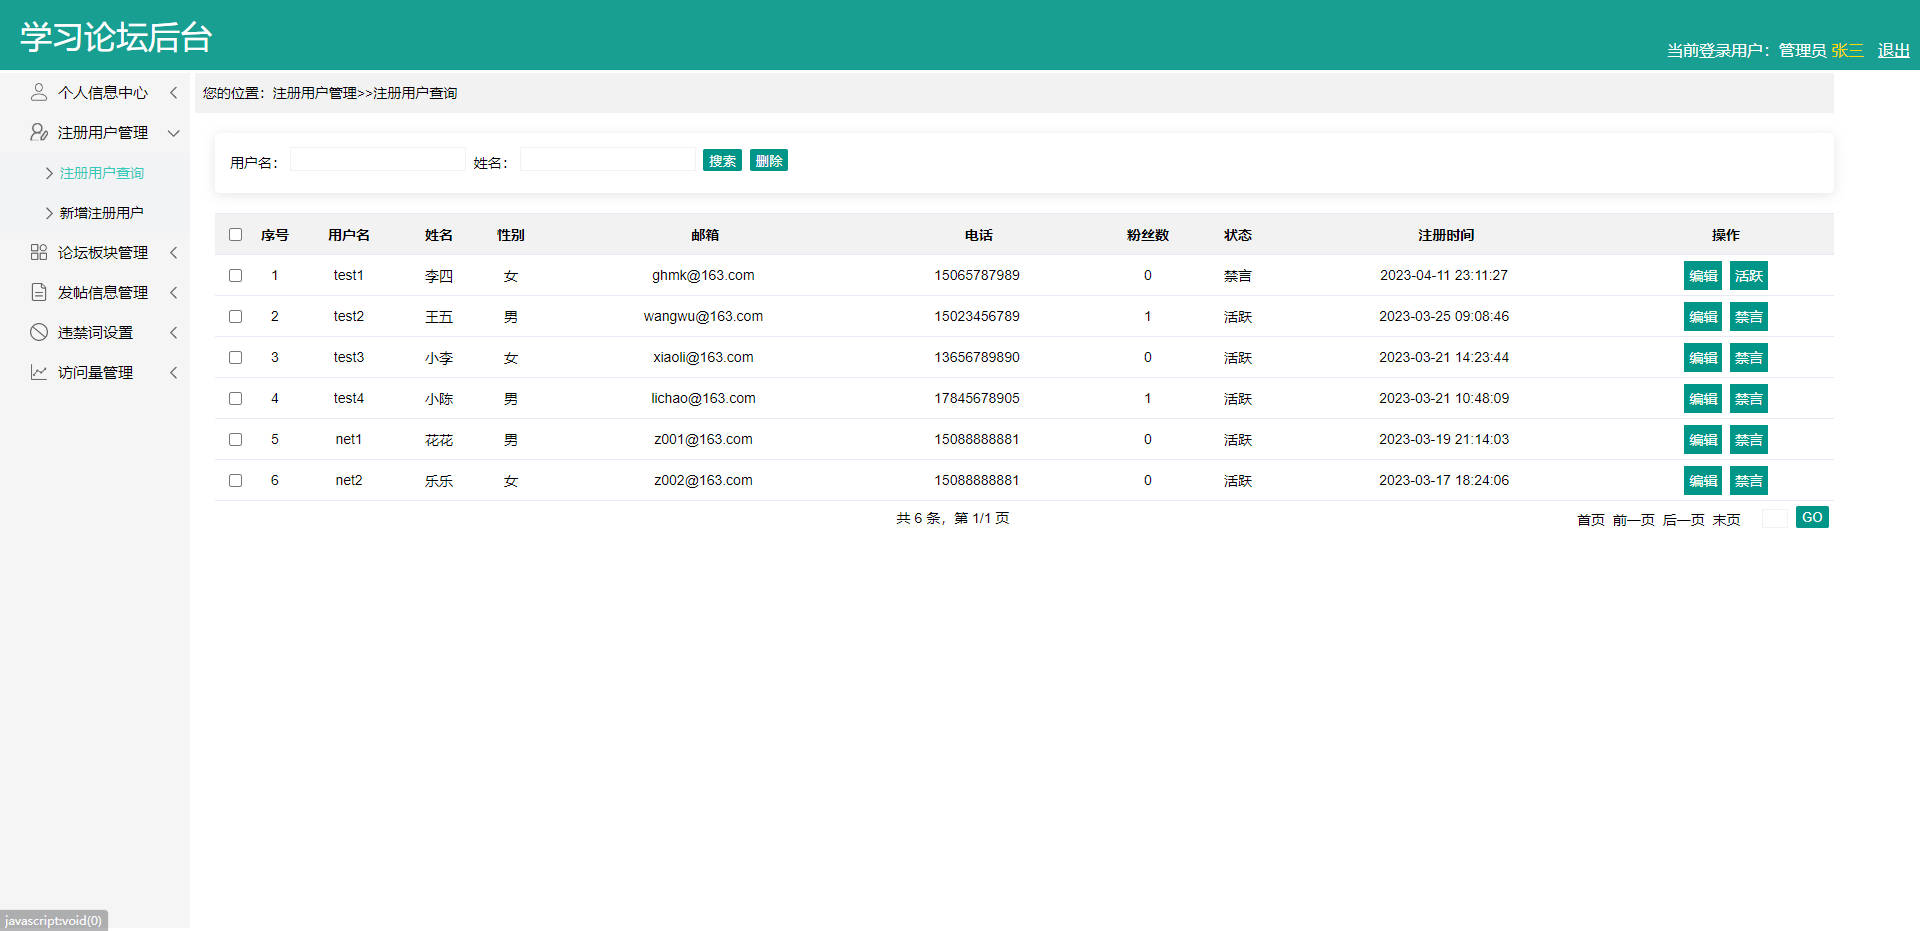 学习论坛后台
当前登录用户：管理员 张三 退出
个人信息中心
注册用户管理
注册用户查询
新增注册用户
论坛板块管理
发帖信息管理
违禁词设置
访问量管理
您的位置：注册用户管理>>注册用户查询
用户名： 姓名： 搜索 删除
序号 用户名 姓名 性别 邮箱 电话 粉丝数 状态 注册时间 操作
1 test1 李四 女 ghmk@163.com 15065787989 0 禁言 2023-04-11 23:11:27 编辑 活跃
2 test2 王五 男 wangwu@163.com 15023456789 1 活跃 2023-03-25 09:08:46 编辑 禁言
3 test3 小李 女 xiaoli@163.com 13656789890 0 活跃 2023-03-21 14:23:44 编辑 禁言
4 test4 小陈 男 lichao@163.com 17845678905 1 活跃 2023-03-21 10:48:09 编辑 禁言
5 net1 花花 男 z001@163.com 15088888881 0 活跃 2023-03-19 21:14:03 编辑 禁言
6 net2 乐乐 女 z002@163.com 15088888881 0 活跃 2023-03-17 18:24:06 编辑 禁言
共 6 条，第 1/1 页 首页 前一页 后一页 末页 GO
javascript:void(0)